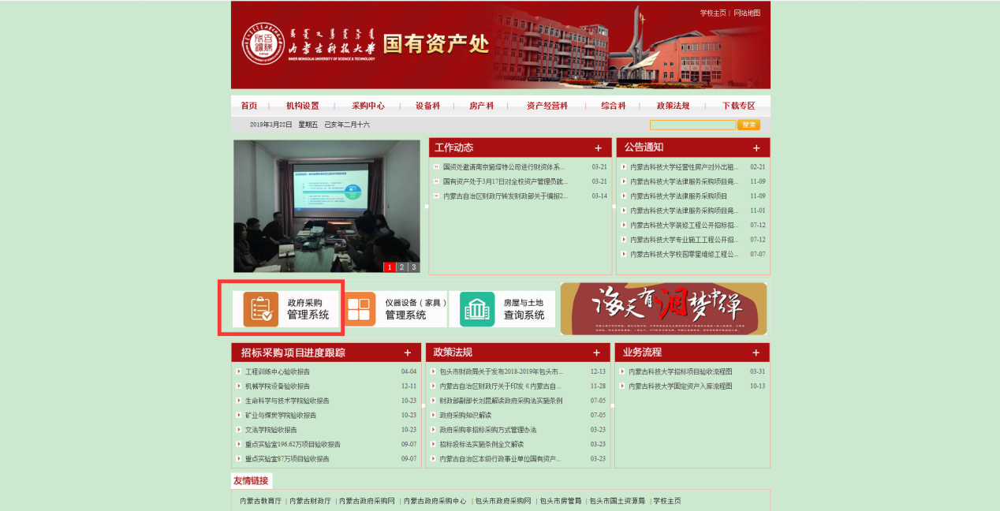 学校主页 | 网站地图
内蒙古科技大学
INNER MONGOLIA UNIVERSITY OF SCIENCE & TECHNOLOGY
国有资产处
首页 | 机构设置 | 采购中心 | 设备科 | 房产科 | 资产经营科 | 综合科 | 政策法规 | 下载专区
2019年3月22日 星期五 己亥年二月十六
搜索
1 2 3
工作动态 +
国资处邀请南京施塔特公司进行财资体系... 03-21
国有资产处于3月17日对全校资产管理员就... 03-21
内蒙古自治区财政厅转发财政部关于编报2... 03-14
公告通知 +
内蒙古科技大学经营性房产对外出租... 02-21
内蒙古科技大学法律服务采购项目竞... 11-09
内蒙古科技大学法律服务采购项目 11-09
内蒙古科技大学法律服务采购项目竞... 11-01
内蒙古科技大学装修工程公开招标招... 07-12
内蒙古科技大学专业施工工程公开招... 07-12
内蒙古科技大学校园零星维修工程公... 07-07
政府采购
管理系统
仪器设备（家具）
管理系统
房屋与土地
查询系统
招标采购项目进度跟踪 +
工程训练中心验收报告 04-04
机械学院设备验收报告 12-11
生命科学与技术学院验收报告 10-23
矿业与煤炭学院验收报告 10-23
文法学院验收报告 10-23
重点实验室196.62万项目验收报告 09-07
重点实验室87万项目验收报告 09-07
政策法规 +
包头市财政局关于发布2018-2019年包头市... 12-13
内蒙古自治区财政厅关于印发《内蒙古自... 11-28
财政部副部长刘昆解读政府采购法实施条例 07-05
政府采购知识解读 07-05
政府采购非招标采购方式管理办法 03-23
招标投标法实施条例全文解读 03-23
内蒙古自治区本级行政事业单位国有资产... 03-23
业务流程 +
内蒙古科技大学招标项目验收流程图 03-31
内蒙古科技大学固定资产入库流程图 10-13
友情链接
内蒙古教育厅 | 内蒙古财政厅 | 内蒙古政府采购网 | 内蒙古政府采购中心 | 包头市政府采购网 | 包头市房管局 | 包头市国土资源局 | 学校主页